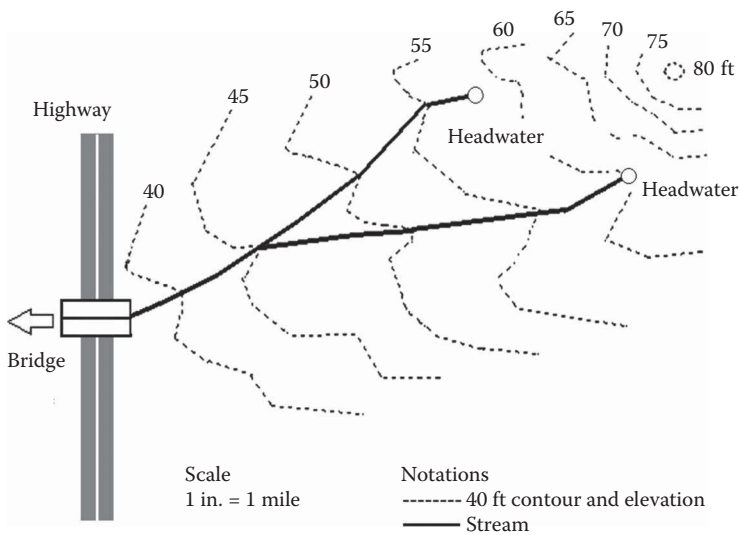 65
60
70
55
75
50
80 ft
45
Highway
Headwater
40
Headwater
Bridge
Scale
1 in. = 1 mile
Notations
40 ft contour and elevation
Stream